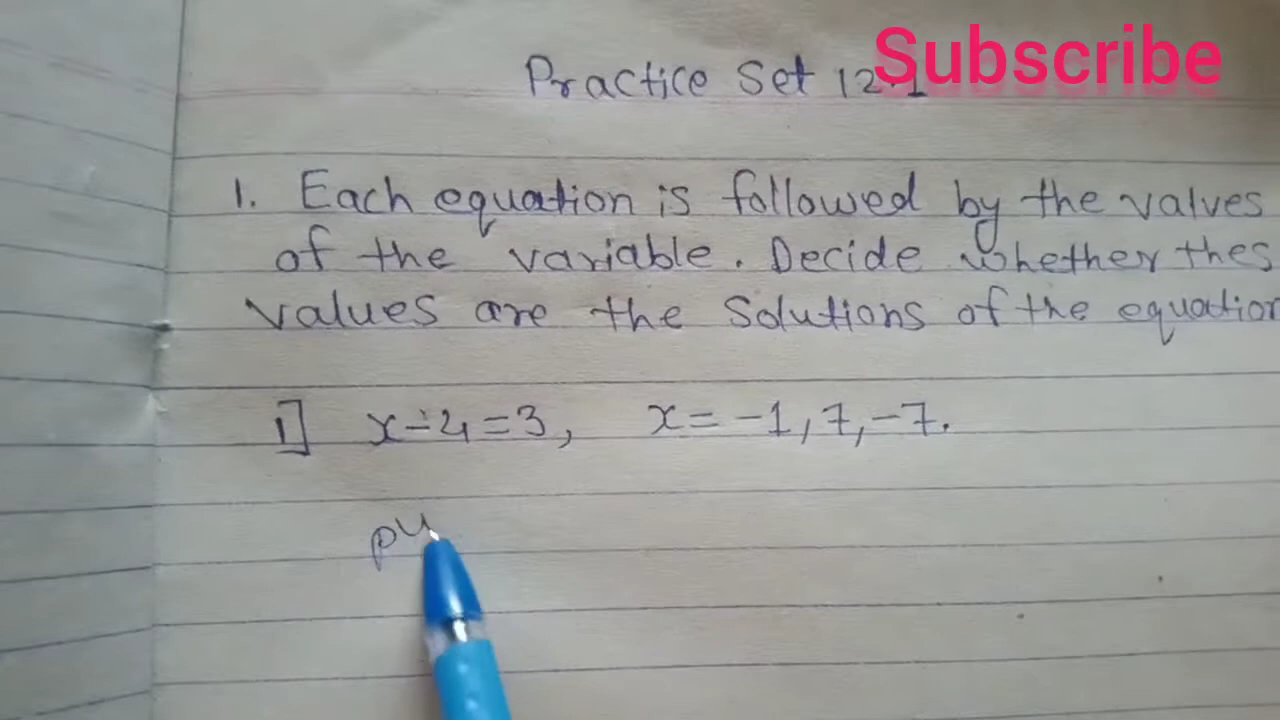 Subscribe
Practice Set 12.1
1. Each equation is followed by the values
of the variable. Decide whether thes
values are the solutions of the equation
1] x-4=3, x= -1,7,-7.
pu